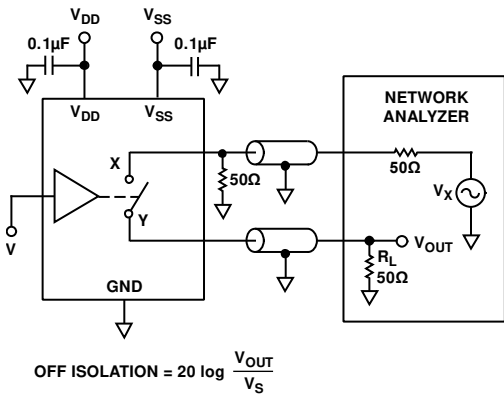 VDD
VSS
0.1µF
0.1µF
VDD
VSS
NETWORK
ANALYZER
X
50Ω
50Ω
VX
Y
V
VOUT
RL
50Ω
GND
OFF ISOLATION = 20 log VOUT
VS